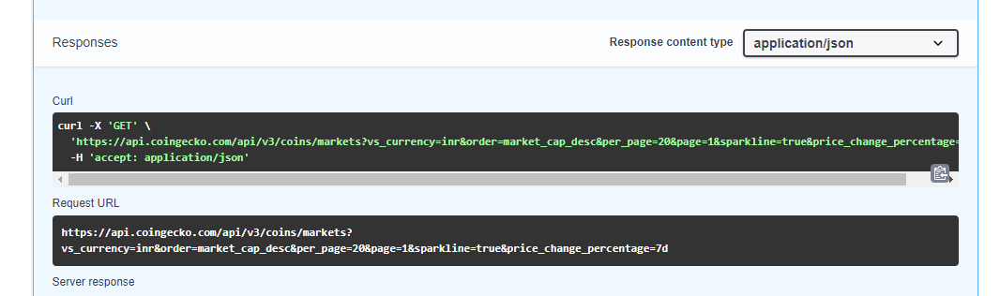 Responses
Response content type
application/json
Curl
curl -X 'GET' \
'https://api.coingecko.com/api/v3/coins/markets?vs_currency=inr&order=market_cap_desc&per_page=20&page=1&sparkline=true&price_change_percentage=
-H 'accept: application/json'
Request URL
https://api.coingecko.com/api/v3/coins/markets?
vs_currency=inr&order=market_cap_desc&per_page=20&page=1&sparkline=true&price_change_percentage=7d
Server response